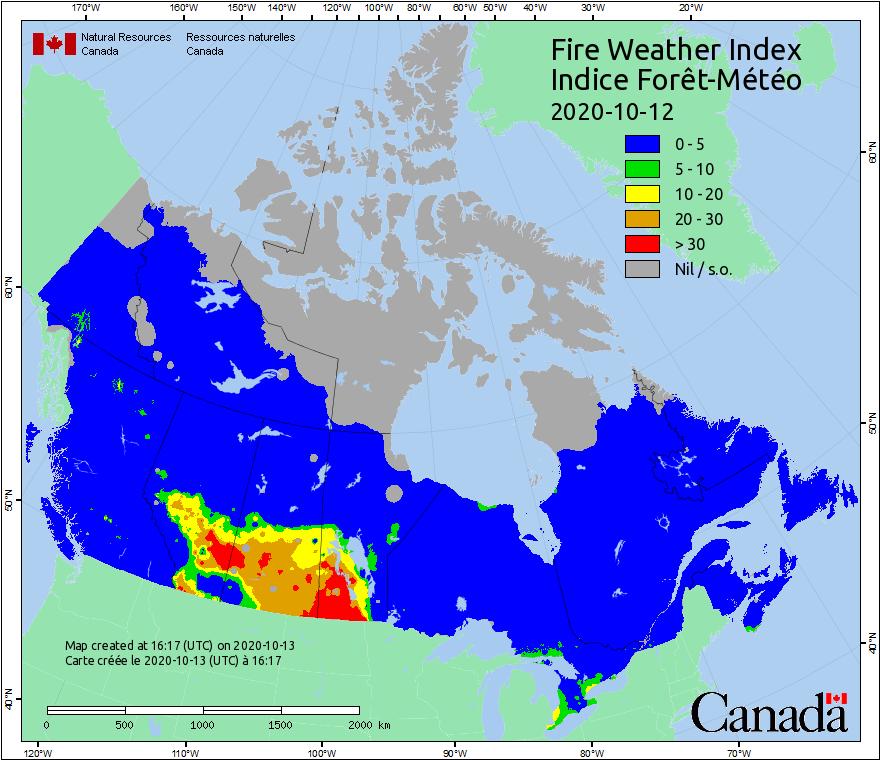 170°W 160°W 150°W 140°W 130°W 120°W 110°W 100°W 90°W 80°W 70°W 60°W 50°W 40°W 30°W 20°W
Natural Resources Ressources naturelles
Canada Canada
Fire Weather Index
Indice Forêt-Météo
2020-10-12
0 - 5
5 - 10
10 - 20
20 - 30
> 30
Nil / s.o.
60°N
60°N
50°N
50°N
40°N
40°N
Map created at 16:17 (UTC) on 2020-10-13
Carte créée le 2020-10-13 (UTC) à 16:17
0 500 1000 1500 2000 km
Canada
120°W 110°W 100°W 90°W 80°W 70°W